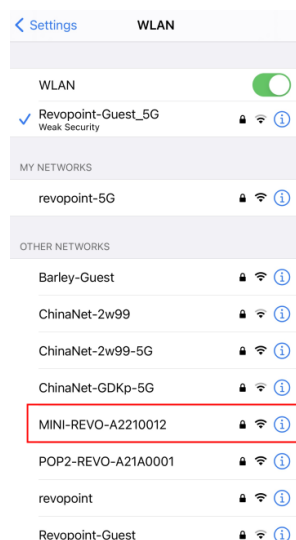 Settings
WLAN
WLAN
Revopoint-Guest_5G
Weak Security
MY NETWORKS
revopoint-5G
OTHER NETWORKS
Barley-Guest
ChinaNet-2w99
ChinaNet-2w99-5G
ChinaNet-GDKp-5G
MINI-REVO-A2210012
POP2-REVO-A21A0001
revopoint
Revopoint-Guest